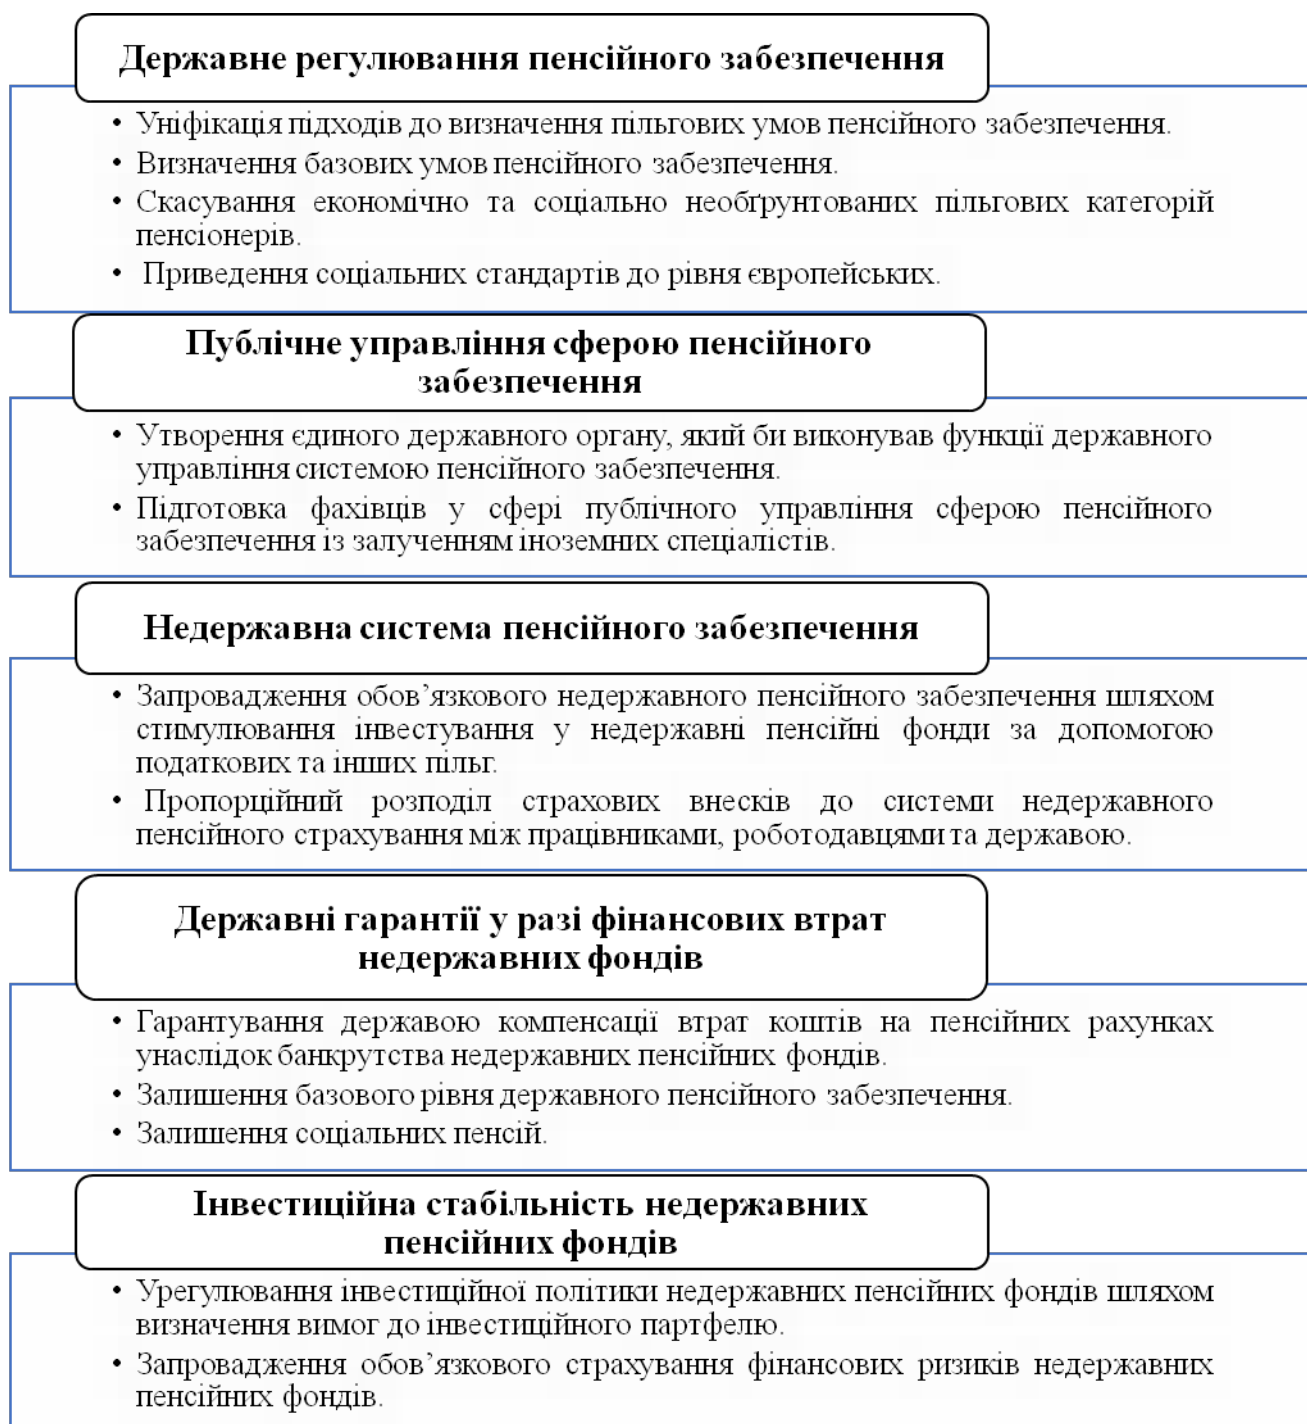 Державне регулювання пенсійного забезпечення
• Уніфікація підходів до визначення пільгових умов пенсійного забезпечення.
• Визначення базових умов пенсійного забезпечення.
• Скасування економічно та соціально необґрунтованих пільгових категорій
пенсіонерів.
• Приведення соціальних стандартів до рівня європейських.
Публічне управління сферою пенсійного
забезпечення
• Утворення єдиного державного органу, який би виконував функції державного
управління системою пенсійного забезпечення.
• Підготовка фахівців у сфері публічного управління сферою пенсійного
забезпечення із залученням іноземних спеціалістів.
Недержавна система пенсійного забезпечення
• Запровадження обов’язкового недержавного пенсійного забезпечення шляхом
стимулювання інвестування у недержавні пенсійні фонди за допомогою
податкових та інших пільг.
• Пропорційний розподіл страхових внесків до системи недержавного
пенсійного страхування між працівниками, роботодавцями та державою.
Державні гарантії у разі фінансових втрат
недержавних фондів
• Гарантування державою компенсації втрат коштів на пенсійних рахунках
унаслідок банкрутства недержавних пенсійних фондів.
• Залишення базового рівня державного пенсійного забезпечення.
• Залишення соціальних пенсій.
Інвестиційна стабільність недержавних
пенсійних фондів
• Урегулювання інвестиційної політики недержавних пенсійних фондів шляхом
визначення вимог до інвестиційного партфелю.
• Запровадження обов’язкового страхування фінансових ризиків недержавних
пенсійних фондів.